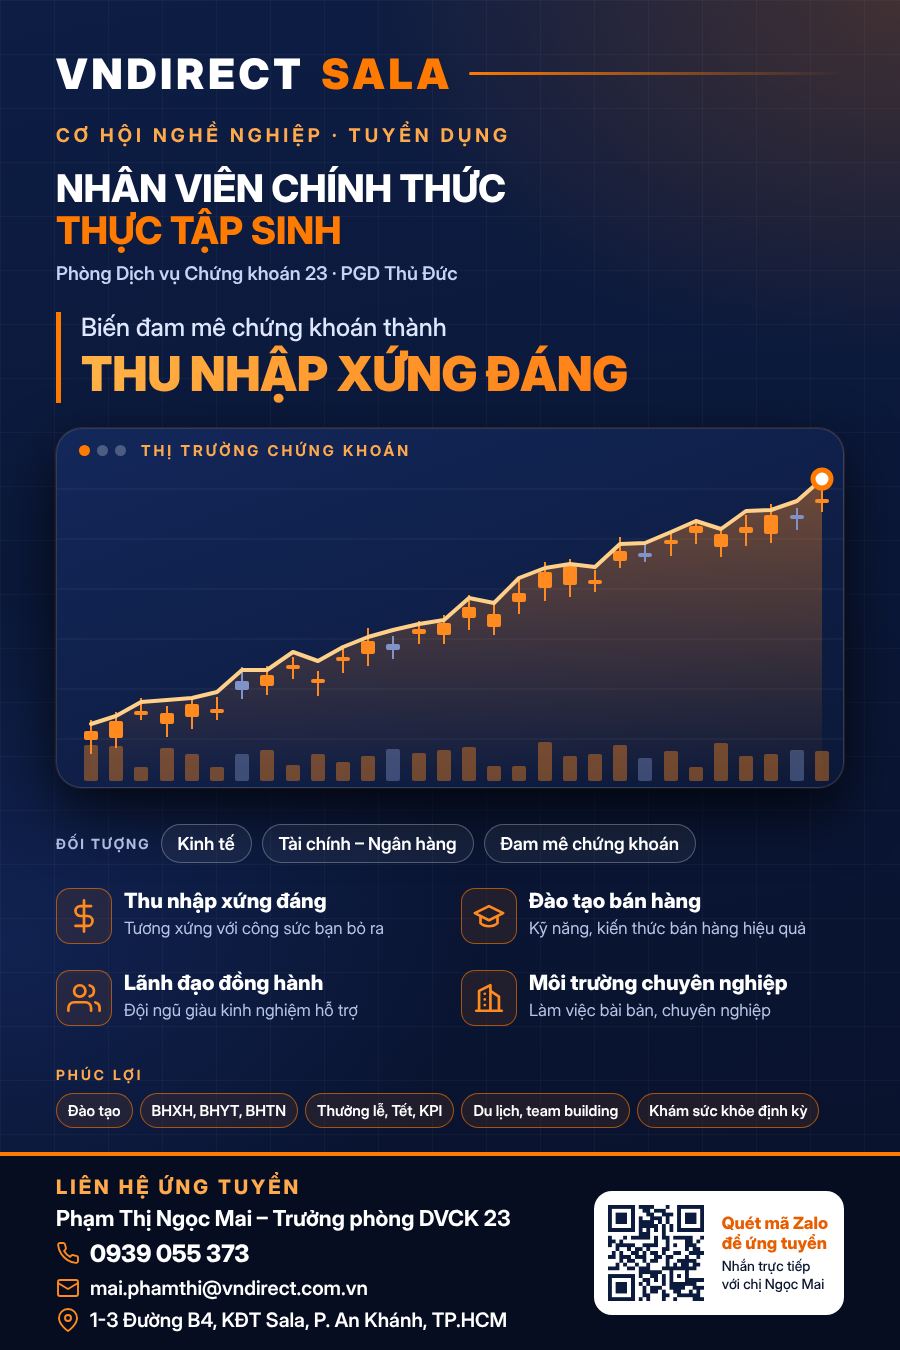 VNDIRECT SALA
CƠ HỘI NGHỀ NGHIỆP · TUYỂN DỤNG
NHÂN VIÊN CHÍNH THỨC
THỰC TẬP SINH
Phòng Dịch vụ Chứng khoán 23 · PGD Thủ Đức
Biến đam mê chứng khoán thành
THU NHẬP XỨNG ĐÁNG
THỊ TRƯỜNG CHỨNG KHOÁN
ĐỐI TƯỢNG Kinh tế Tài chính – Ngân hàng Đam mê chứng khoán
Thu nhập xứng đáng
Tương xứng với công sức bạn bỏ ra
Đào tạo bán hàng
Kỹ năng, kiến thức bán hàng hiệu quả
Lãnh đạo đồng hành
Đội ngũ giàu kinh nghiệm hỗ trợ
Môi trường chuyên nghiệp
Làm việc bài bản, chuyên nghiệp
PHÚC LỢI
Đào tạo BHXH, BHYT, BHTN Thưởng lễ, Tết, KPI Du lịch, team building Khám sức khỏe định kỳ
LIÊN HỆ ỨNG TUYỂN
Phạm Thị Ngọc Mai – Trưởng phòng DVCK 23
0939 055 373
mai.phamthi@vndirect.com.vn
1-3 Đường B4, KĐT Sala, P. An Khánh, TP.HCM
Quét mã Zalo
để ứng tuyển
Nhắn trực tiếp
với chị Ngọc Mai